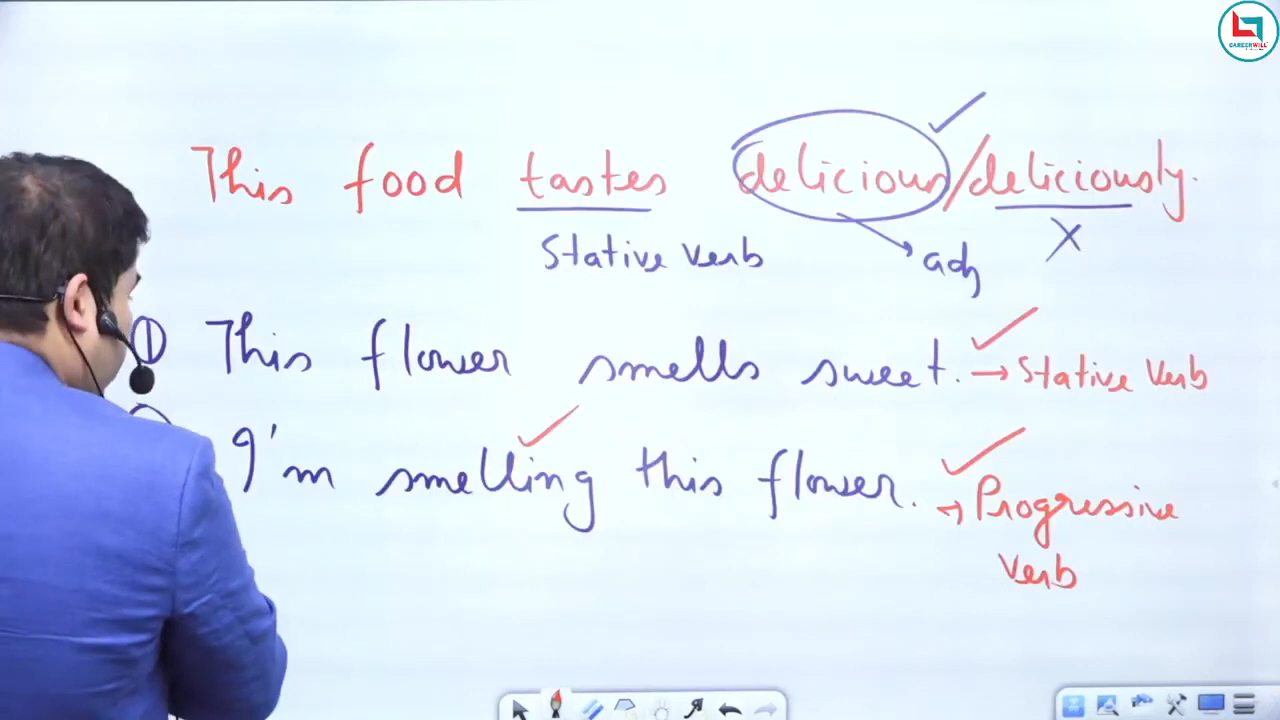 CAREERWILL
This food tastes delicious/deliciously.
Stative verb
adj
X
① This flower smells sweet. → Stative verb
I'm smelling this flower. → Progressive verb